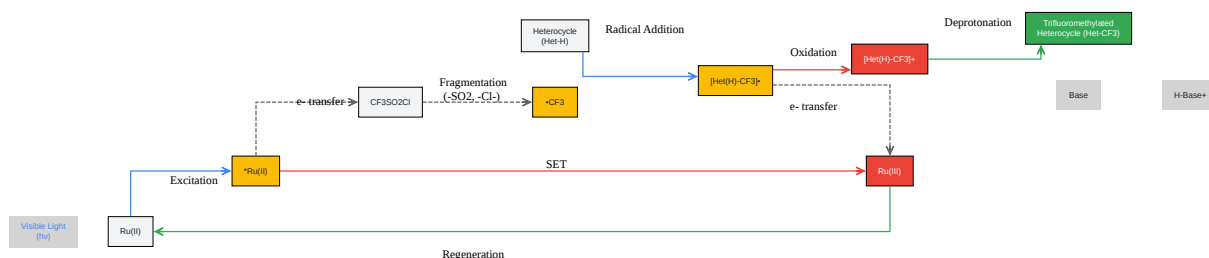 Deprotonation
Trifluoromethylated
Heterocycle (Het-CF3)
Heterocycle
(Het-H)
Radical Addition
Oxidation
[Het(H)-CF3]+
[Het(H)-CF3]•
Fragmentation
(-SO2, -Cl-)
e- transfer
CF3SO2Cl
•CF3
e- transfer
Base
H-Base+
SET
*Ru(II)
Ru(III)
Excitation
Visible Light
(hv)
Ru(II)
Regeneration